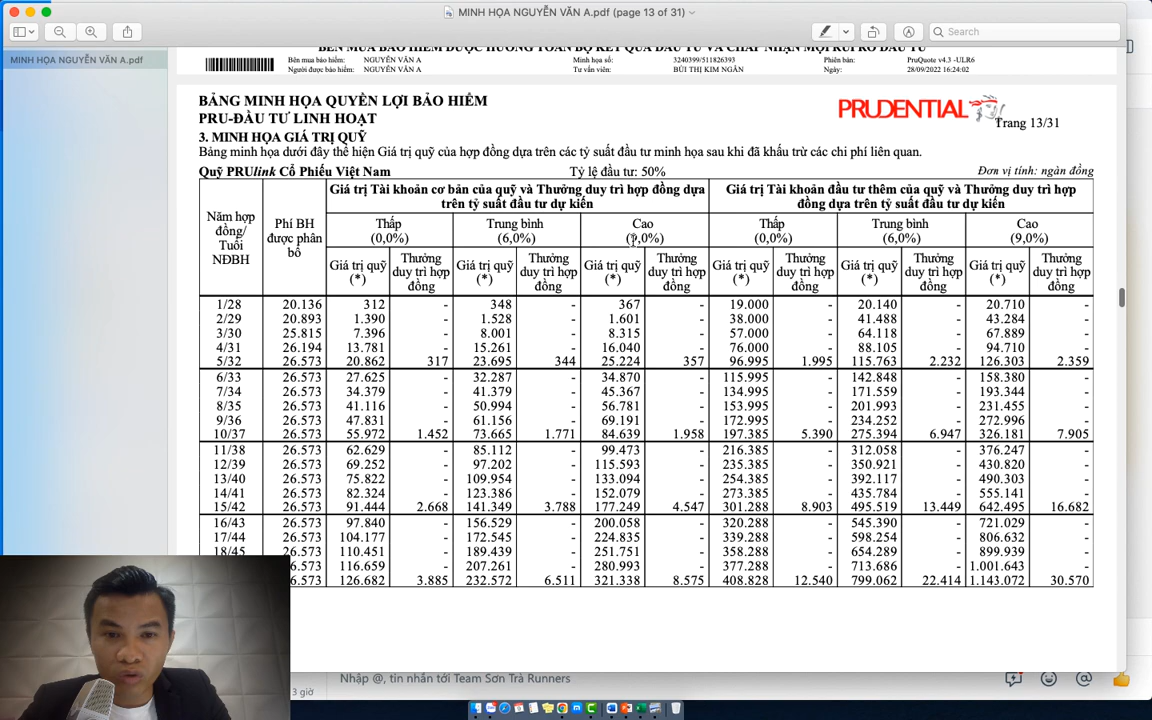 MINH HỌA NGUYỄN VĂN A.pdf (page 13 of 31)
Search
MINH HỌA NGUYỄN VĂN A.pdf
BÊN MUA BẢO HIỂM ĐƯỢC HƯỞNG TOÀN BỘ KẾT QUẢ ĐẦU TƯ VÀ CHẤP NHẬN MỌI RỦI RO ĐẦU TƯ
Bên mua bảo hiểm: NGUYỄN VĂN A Minh họa số: 3240399/511826393 Phiên bản: PruQuote v4.3 -ULR6
Người được bảo hiểm: NGUYỄN VĂN A Tư vấn viên: BÙI THỊ KIM NGÂN Ngày: 28/09/2022 16:24:02
BẢNG MINH HỌA QUYỀN LỢI BẢO HIỂM
PRUDENTIAL
PRU-ĐẦU TƯ LINH HOẠT
Trang 13/31
3. MINH HỌA GIÁ TRỊ QUỸ
Bảng minh họa dưới đây thể hiện Giá trị quỹ của hợp đồng dựa trên các tỷ suất đầu tư minh họa sau khi đã khấu trừ các chi phí liên quan.
Quỹ PRUlink Cổ Phiếu Việt Nam Tỷ lệ đầu tư: 50% Đơn vị tính: ngàn đồng
Năm hợp đồng/ Tuổi NĐBH Phí BH được phân bổ Giá trị Tài khoản cơ bản của quỹ và Thưởng duy trì hợp đồng dựa trên tỷ suất đầu tư dự kiến Giá trị Tài khoản đầu tư thêm của quỹ và Thưởng duy trì hợp đồng dựa trên tỷ suất đầu tư dự kiến
Thấp Trung bình Cao Thấp Trung bình Cao
(0,0%) (6,0%) (9,0%) (0,0%) (6,0%) (9,0%)
Giá trị quỹ (*) Thưởng duy trì hợp đồng Giá trị quỹ (*) Thưởng duy trì hợp đồng Giá trị quỹ (*) Thưởng duy trì hợp đồng Giá trị quỹ (*) Thưởng duy trì hợp đồng Giá trị quỹ (*) Thưởng duy trì hợp đồng Giá trị quỹ (*) Thưởng duy trì hợp đồng
1/28 20.136 312 - 348 - 367 - 19.000 - 20.140 - 20.710 -
2/29 20.893 1.390 - 1.528 - 1.601 - 38.000 - 41.488 - 43.284 -
3/30 25.815 7.396 - 8.001 - 8.315 - 57.000 - 64.118 - 67.889 -
4/31 26.194 13.781 - 15.261 - 16.040 - 76.000 - 88.105 - 94.710 -
5/32 26.573 20.862 317 23.695 344 25.224 357 96.995 1.995 115.763 2.232 126.303 2.359
6/33 26.573 27.625 - 32.287 - 34.870 - 115.995 - 142.848 - 158.380 -
7/34 26.573 34.379 - 41.379 - 45.367 - 134.995 - 171.559 - 193.344 -
8/35 26.573 41.116 - 50.994 - 56.781 - 153.995 - 201.993 - 231.455 -
9/36 26.573 47.831 - 61.156 - 69.191 - 172.995 - 234.252 - 272.996 -
10/37 26.573 55.972 1.452 73.665 1.771 84.639 1.958 197.385 5.390 275.394 6.947 326.181 7.905
11/38 26.573 62.629 - 85.112 - 99.473 - 216.385 - 312.058 - 376.247 -
12/39 26.573 69.252 - 97.202 - 115.593 - 235.385 - 350.921 - 430.820 -
13/40 26.573 75.822 - 109.954 - 133.094 - 254.385 - 392.117 - 490.303 -
14/41 26.573 82.324 - 123.386 - 152.079 - 273.385 - 435.784 - 555.141 -
15/42 26.573 91.444 2.668 141.349 3.788 177.249 4.547 301.288 8.903 495.519 13.449 642.495 16.682
16/43 26.573 97.840 - 156.529 - 200.058 - 320.288 - 545.390 - 721.029 -
17/44 26.573 104.177 - 172.545 - 224.835 - 339.288 - 598.254 - 806.632 -
18/45 26.573 110.451 - 189.439 - 251.751 - 358.288 - 654.289 - 899.939 -
26.573 116.659 - 207.261 - 280.993 - 377.288 - 713.686 - 1.001.643 -
6.573 126.682 3.885 232.572 6.511 321.338 8.575 408.828 12.540 799.062 22.414 1.143.072 30.570
Nhập @, tin nhắn tới Team Sơn Trà Runners
3 giờ